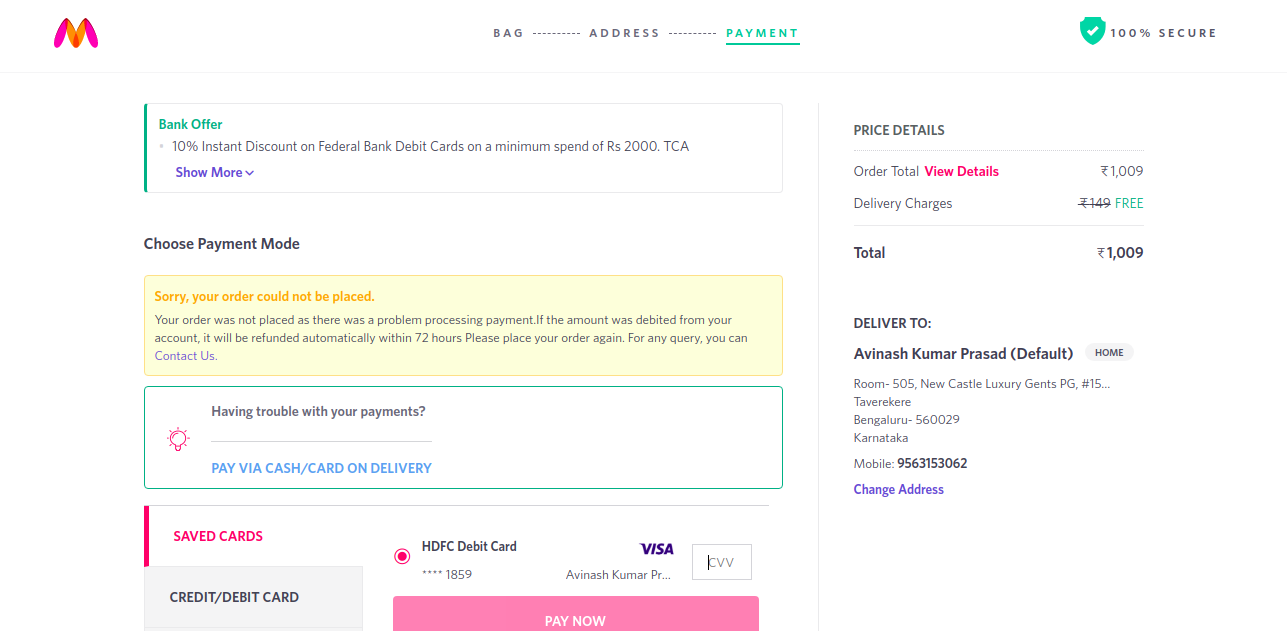 BAG ---------- ADDRESS ---------- PAYMENT
100% SECURE
Bank Offer
10% Instant Discount on Federal Bank Debit Cards on a minimum spend of Rs 2000. TCA
Show More
Choose Payment Mode
Sorry, your order could not be placed.
Your order was not placed as there was a problem processing payment.If the amount was debited from your
account, it will be refunded automatically within 72 hours Please place your order again. For any query, you can
Contact Us.
Having trouble with your payments?
PAY VIA CASH/CARD ON DELIVERY
SAVED CARDS
CREDIT/DEBIT CARD
HDFC Debit Card VISA
**** 1859 Avinash Kumar Pr... CVV
PAY NOW
PRICE DETAILS
Order Total View Details ₹1,009
Delivery Charges ₹149 FREE
Total ₹1,009
DELIVER TO:
Avinash Kumar Prasad (Default) HOME
Room- 505, New Castle Luxury Gents PG, #15...
Taverekere
Bengaluru- 560029
Karnataka
Mobile: 9563153062
Change Address